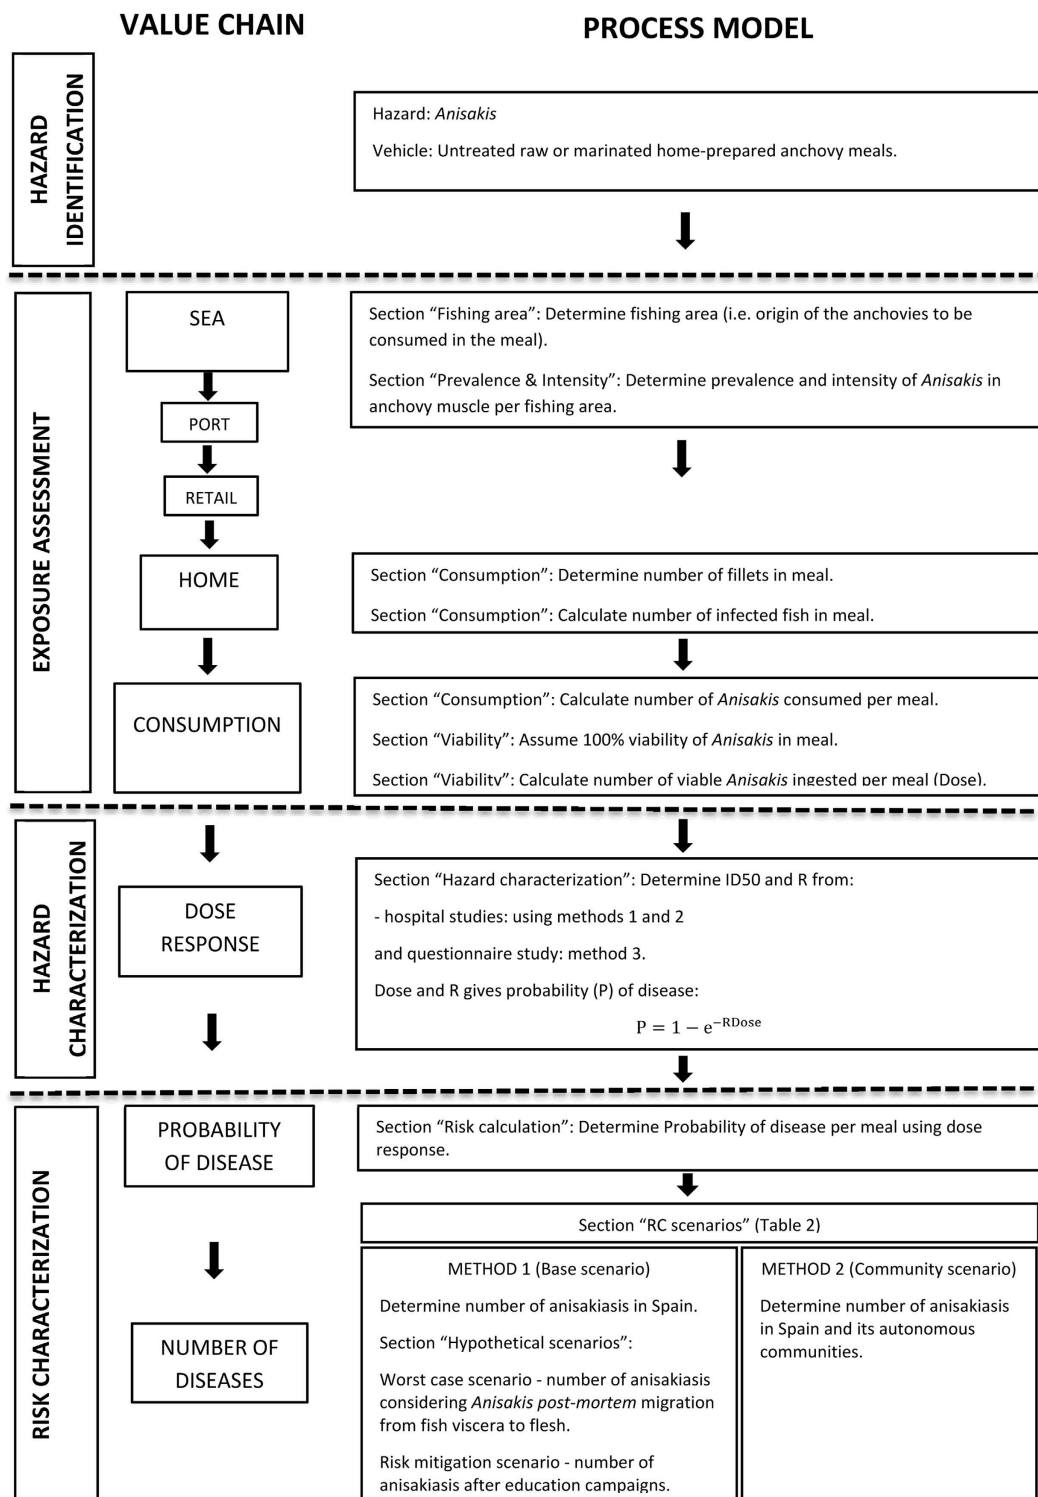 VALUE CHAIN
PROCESS MODEL
HAZARD
IDENTIFICATION
Hazard: Anisakis
Vehicle: Untreated raw or marinated home-prepared anchovy meals.
EXPOSURE ASSESSMENT
SEA
PORT
RETAIL
HOME
CONSUMPTION
Section “Fishing area”: Determine fishing area (i.e. origin of the anchovies to be
consumed in the meal).
Section “Prevalence & Intensity”: Determine prevalence and intensity of Anisakis in
anchovy muscle per fishing area.
Section “Consumption”: Determine number of fillets in meal.
Section “Consumption”: Calculate number of infected fish in meal.
Section “Consumption”: Calculate number of Anisakis consumed per meal.
Section “Viability”: Assume 100% viability of Anisakis in meal.
Section “Viability”: Calculate number of viable Anisakis ingested per meal (Dose).
HAZARD
CHARACTERIZATION
DOSE
RESPONSE
Section “Hazard characterization”: Determine ID50 and R from:
- hospital studies: using methods 1 and 2
and questionnaire study: method 3.
Dose and R gives probability (P) of disease:
P = 1 − e^−RDose
RISK CHARACTERIZATION
PROBABILITY
OF DISEASE
NUMBER OF
DISEASES
Section “Risk calculation”: Determine Probability of disease per meal using dose
response.
Section “RC scenarios” (Table 2)
METHOD 1 (Base scenario)
Determine number of anisakiasis in Spain.
Section “Hypothetical scenarios”:
Worst case scenario - number of anisakiasis
considering Anisakis post-mortem migration
from fish viscera to flesh.
Risk mitigation scenario - number of
anisakiasis after education campaigns.
METHOD 2 (Community scenario)
Determine number of anisakiasis
in Spain and its autonomous
communities.